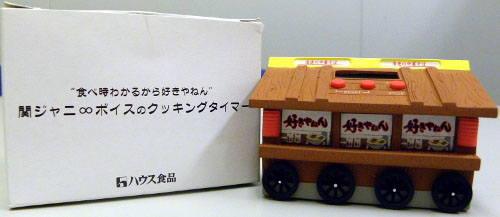 “食べ時わかるから好きやねん”
関ジャニ∞ボイスのクッキングタイマー
ハウス食品
好きやねん
好きやねん
好きやねん